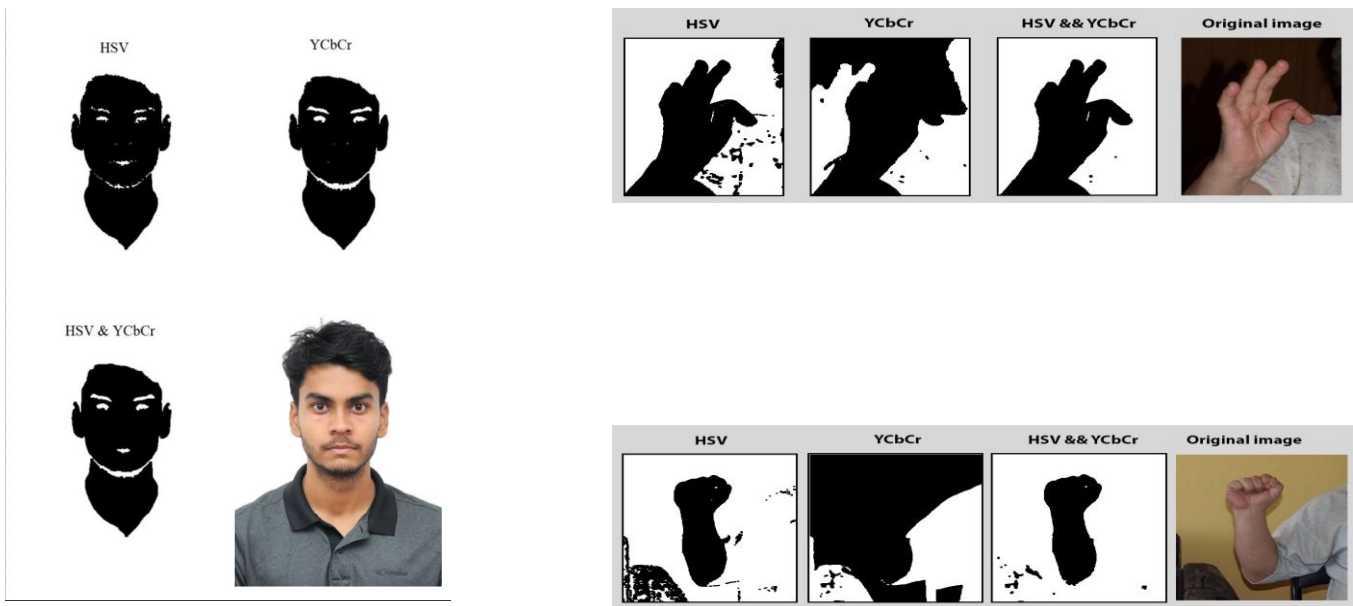 HSV
YCbCr
HSV & YCbCr
HSV YCbCr HSV && YCbCr Original image
HSV YCbCr HSV && YCbCr Original image